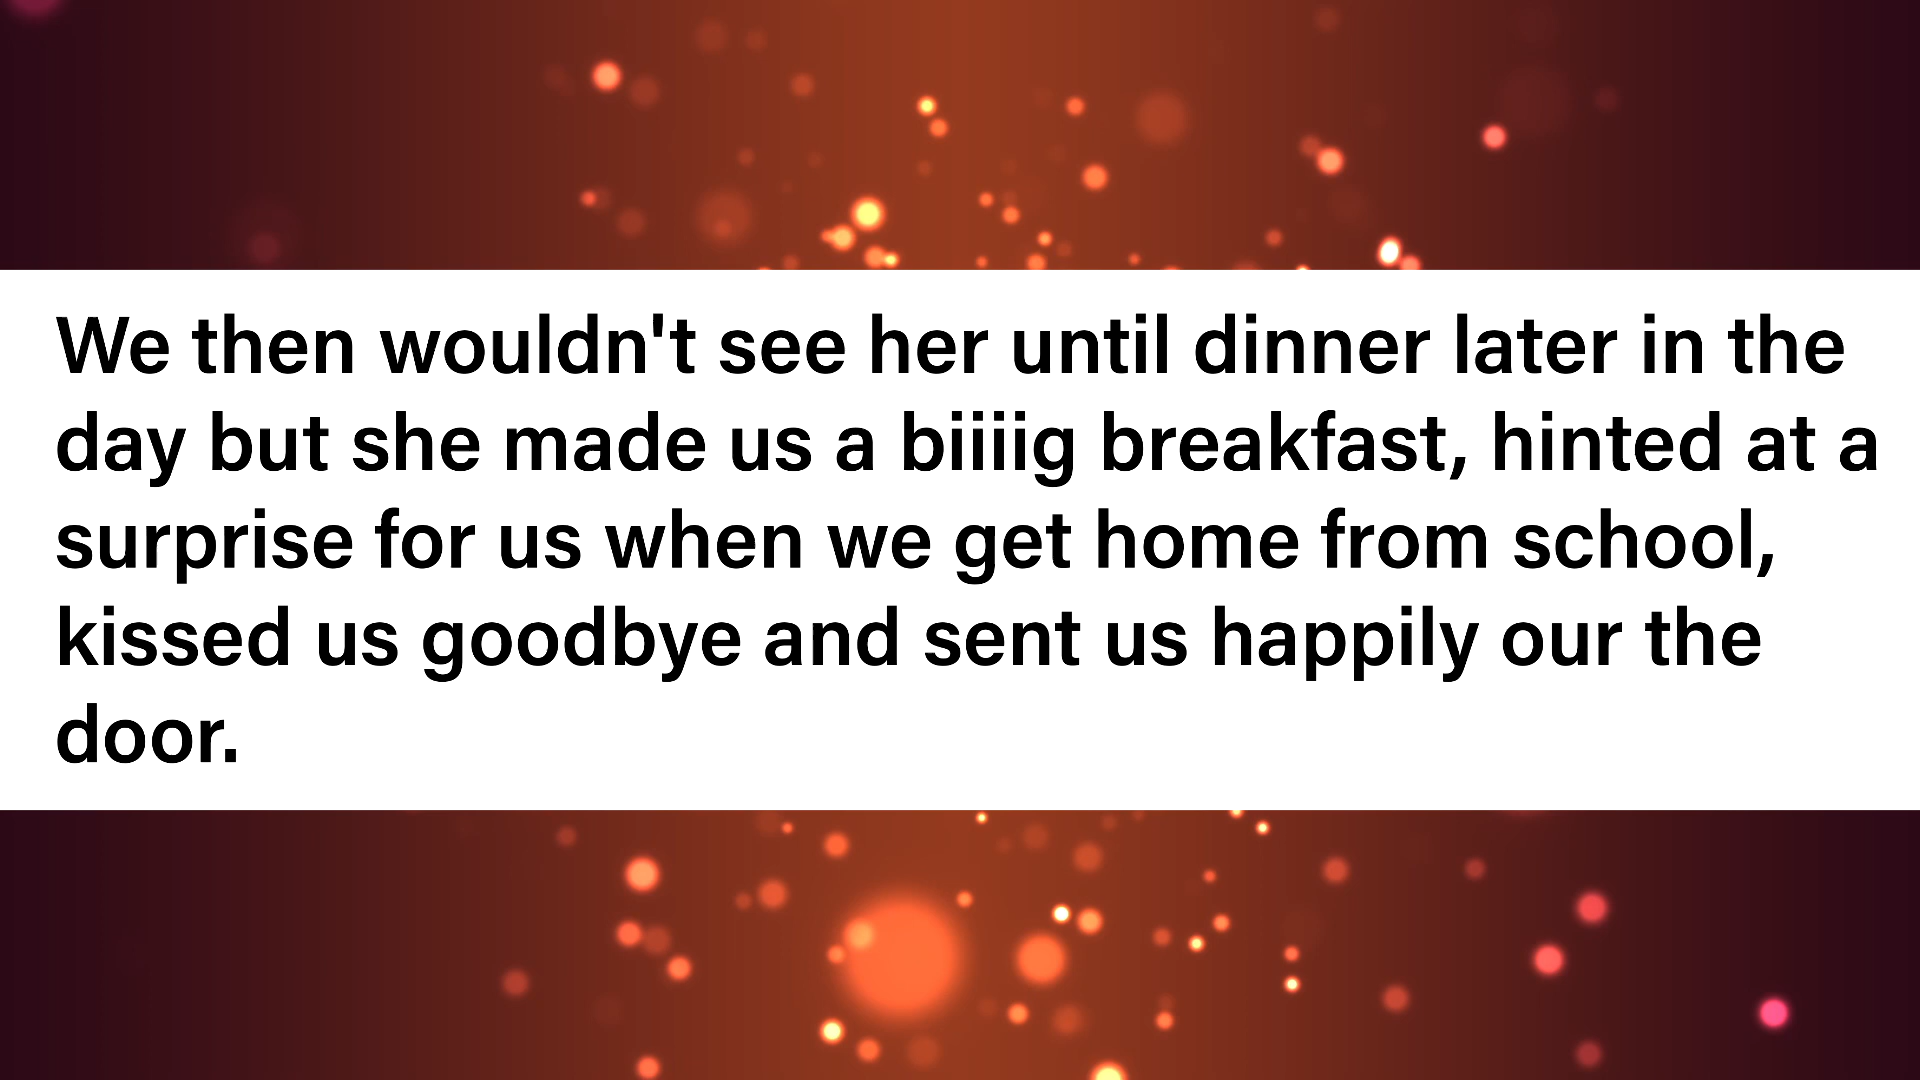 We then wouldn't see her until dinner later in the
day but she made us a biiiig breakfast, hinted at a
surprise for us when we get home from school,
kissed us goodbye and sent us happily our the
door.